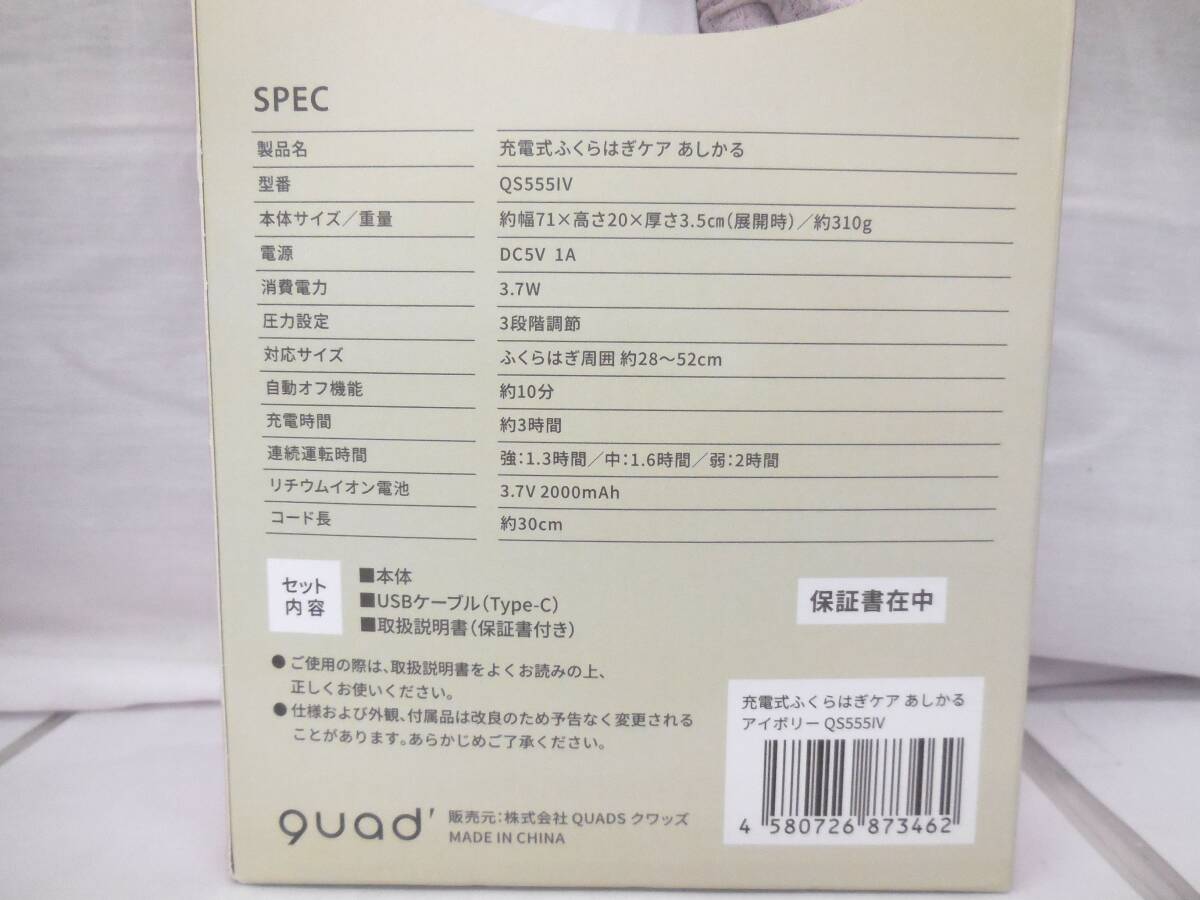 SPEC
製品名 充電式ふくらはぎケア あしかる
型番 QS555IV
本体サイズ/重量 約幅71×高さ20×厚さ3.5㎝(展開時)/約310g
電源 DC5V 1A
消費電力 3.7W
圧力設定 3段階調節
対応サイズ ふくらはぎ周囲 約28〜52cm
自動オフ機能 約10分
充電時間 約3時間
連続運転時間 強:1.3時間/中:1.6時間/弱:2時間
リチウムイオン電池 3.7V 2000mAh
コード長 約30cm
セット
内容
■本体
■USBケーブル(Type-C)
■取扱説明書(保証書付き)
保証書在中
●ご使用の際は、取扱説明書をよくお読みの上、
正しくお使いください。
●仕様および外観、付属品は改良のため予告なく変更される
ことがあります。あらかじめご了承ください。
充電式ふくらはぎケア あしかる
アイボリー QS555IV
4 580726 873462
quad' 販売元:株式会社 QUADS クワッズ
MADE IN CHINA